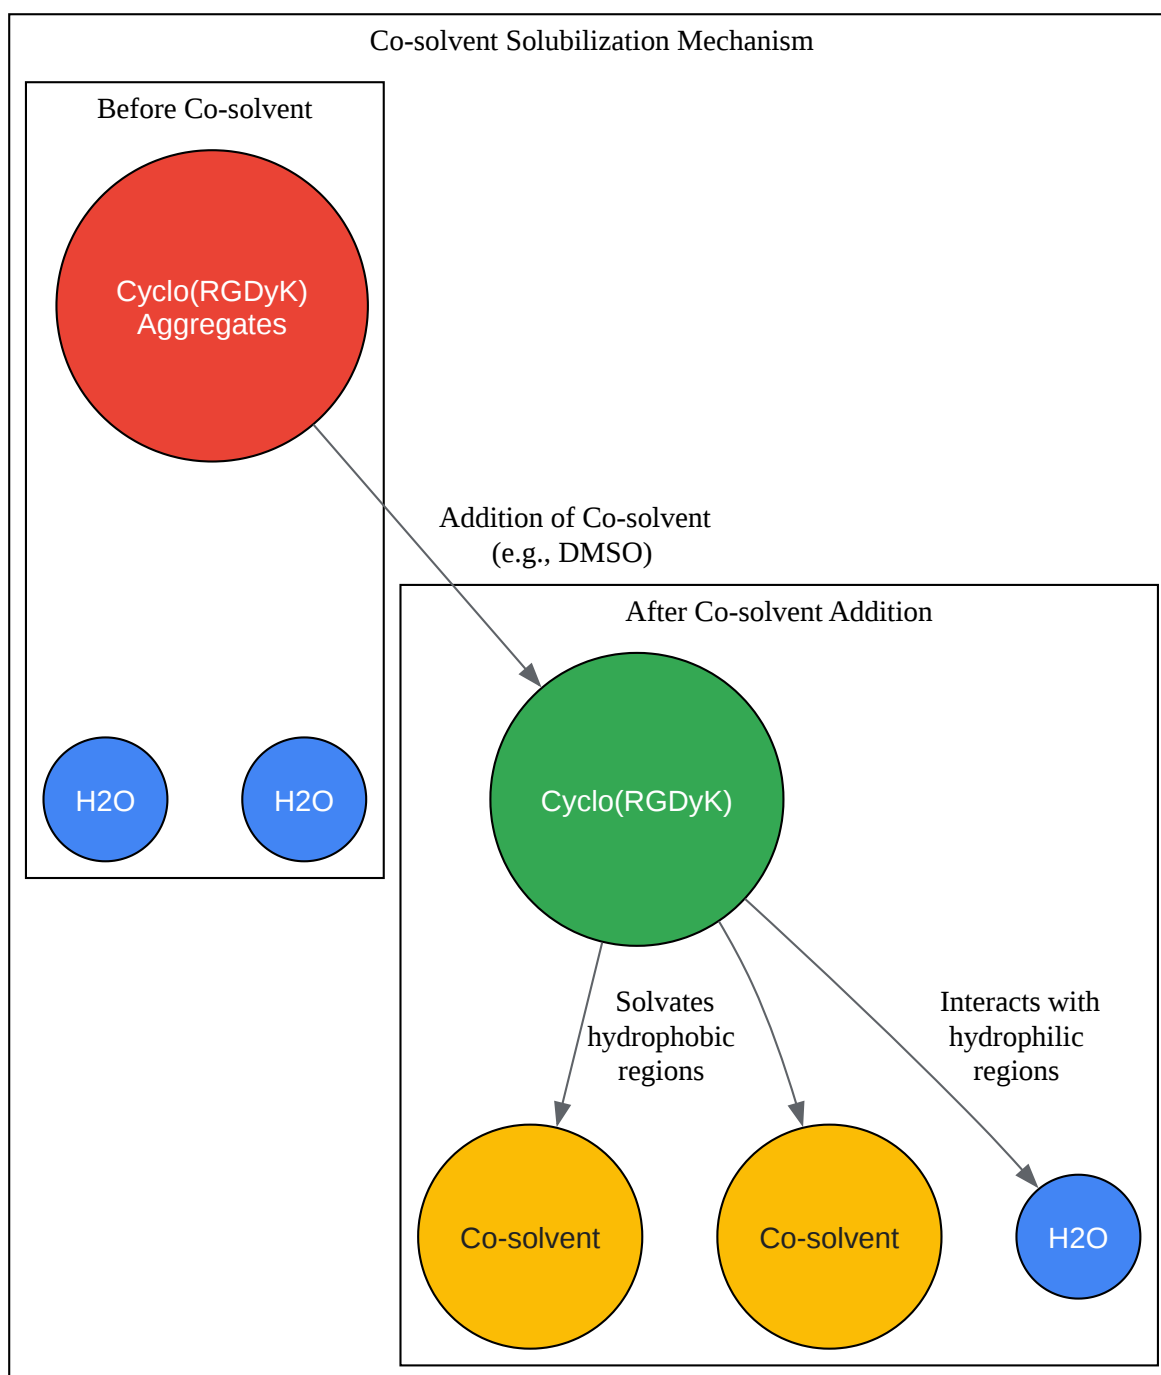 Co-solvent Solubilization Mechanism
Before Co-solvent
Cyclo(RGDyK)
Aggregates
H2O
H2O
Addition of Co-solvent
(e.g., DMSO)
After Co-solvent Addition
Cyclo(RGDyK)
Solvates
hydrophobic
regions
Interacts with
hydrophilic
regions
Co-solvent
Co-solvent
H2O